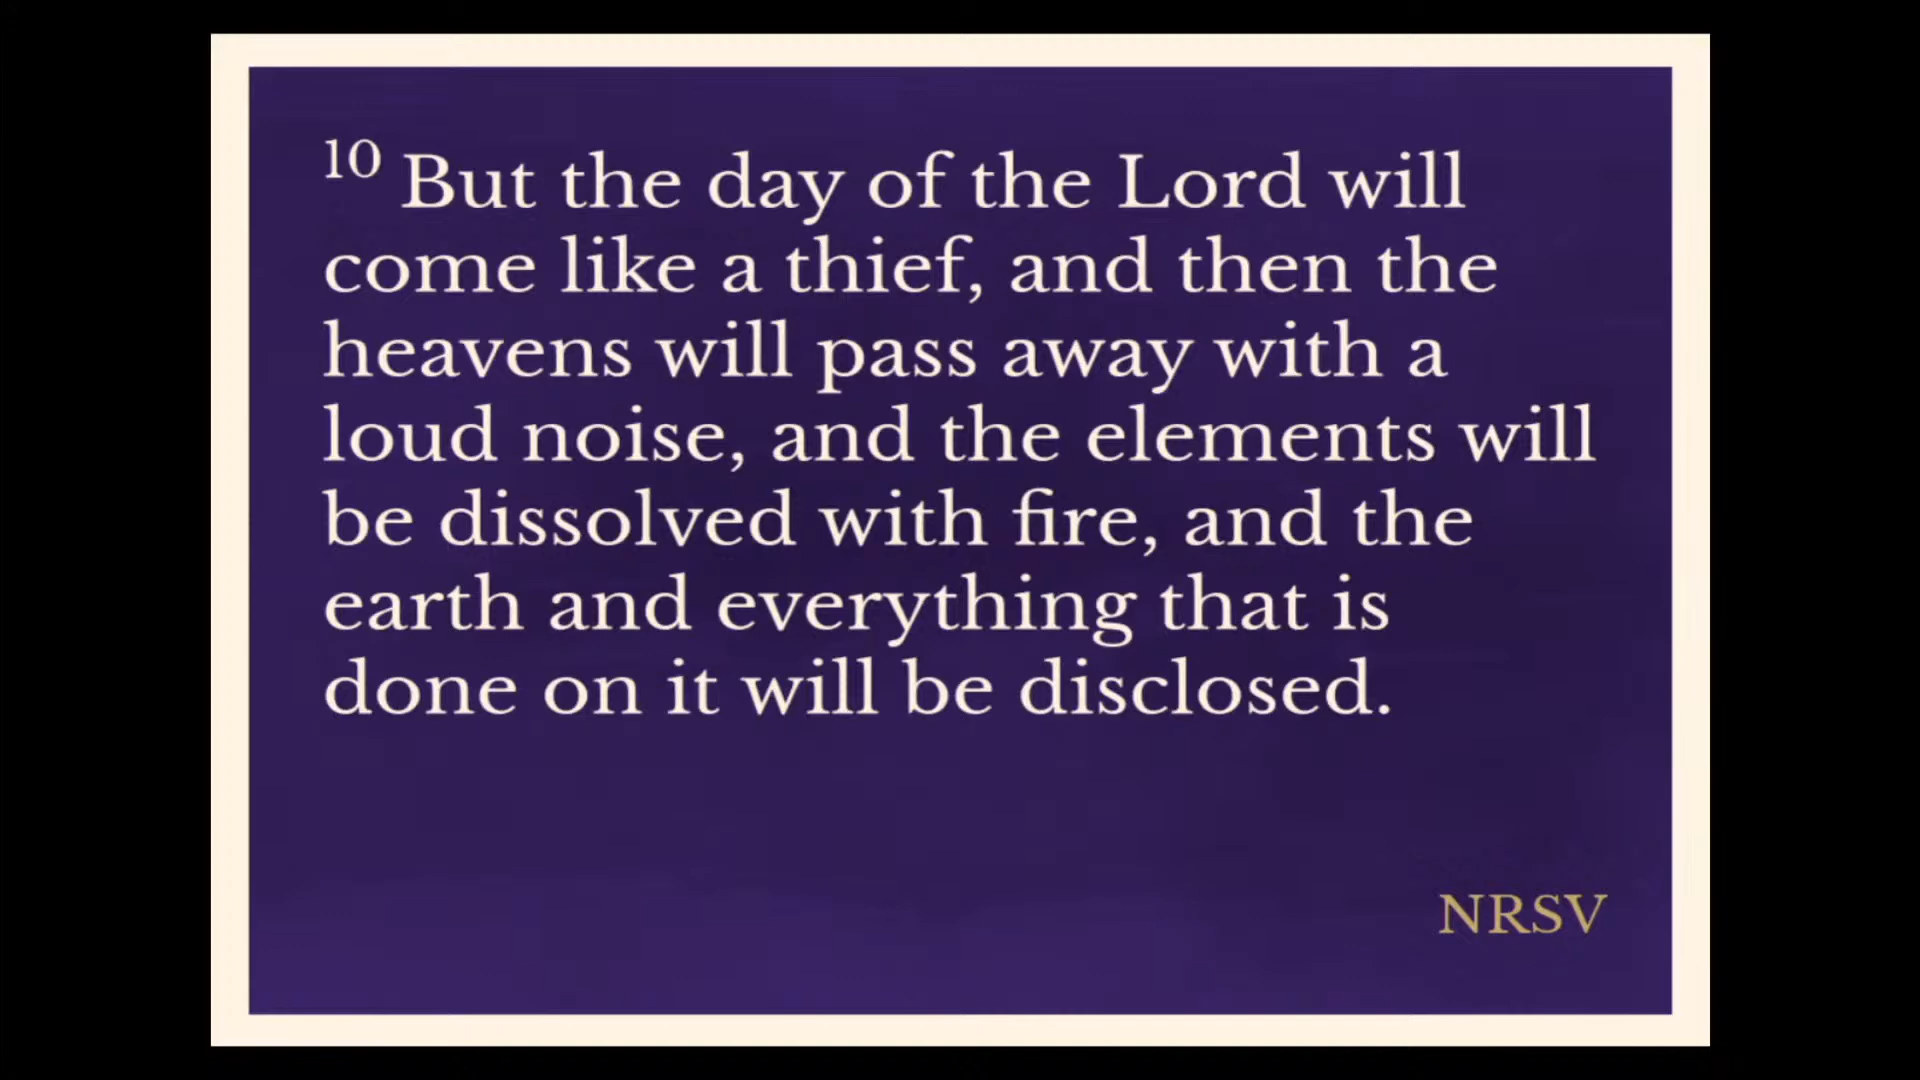 10 But the day of the Lord will
come like a thief, and then the
heavens will pass away with a
loud noise, and the elements will
be dissolved with fire, and the
earth and everything that is
done on it will be disclosed.
NRSV